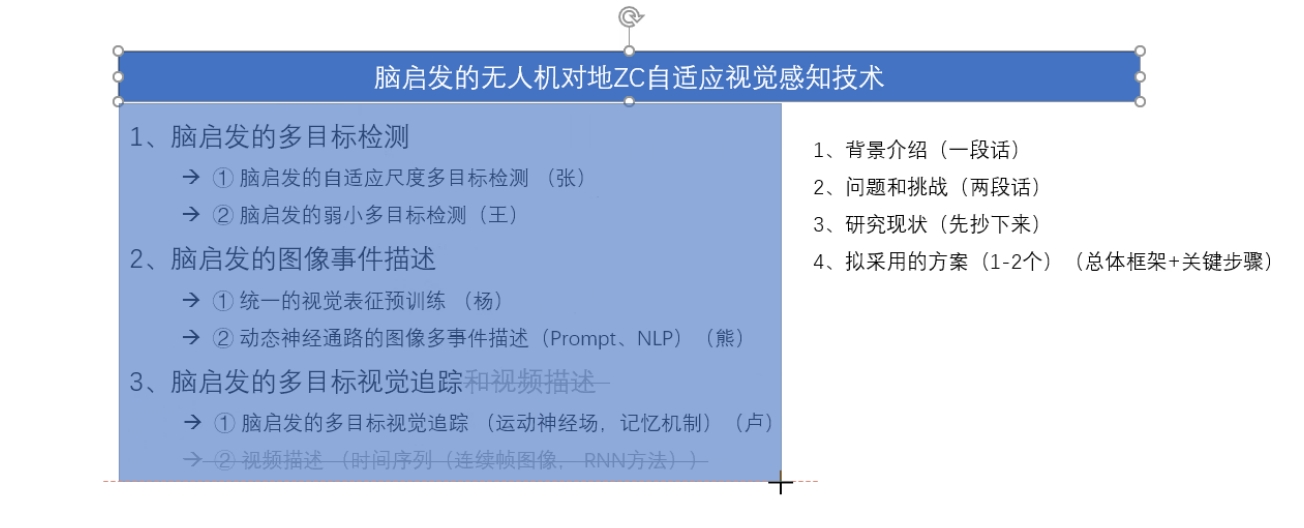 脑启发的无人机对地ZC自适应视觉感知技术
1、脑启发的多目标检测
→ ① 脑启发的自适应尺度多目标检测 （张）
→ ② 脑启发的弱小多目标检测（王）
2、脑启发的图像事件描述
→ ① 统一的视觉表征预训练 （杨）
→ ② 动态神经通路的图像多事件描述（Prompt、NLP）（熊）
3、脑启发的多目标视觉追踪和视频描述
→ ① 脑启发的多目标视觉追踪 （运动神经场，记忆机制）（卢）
→ ② 视频描述 （时间序列（连续帧图像， RNN方法））
1、背景介绍（一段话）
2、问题和挑战（两段话）
3、研究现状（先抄下来）
4、拟采用的方案（1-2个）（总体框架+关键步骤）